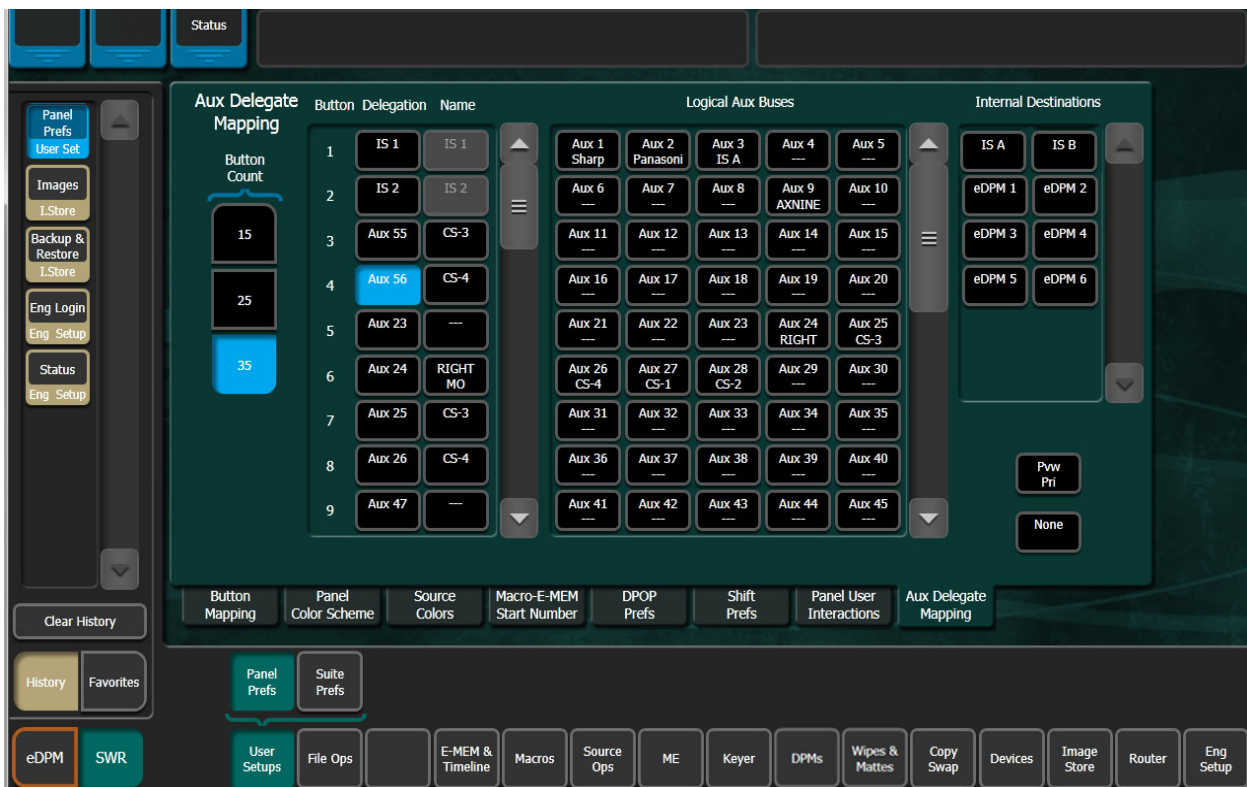 Status
Panel
Prefs
User Set
Images
I.Store
Backup &
Restore
I.Store
Eng Login
Eng Setup
Status
Eng Setup
Clear History
History Favorites
eDPM SWR
Aux Delegate
Mapping
Button
Count
15
25
35
Button Delegation Name
1 IS 1 IS 1
2 IS 2 IS 2
3 Aux 55 CS-3
4 Aux 56 CS-4
5 Aux 23 ---
6 Aux 24 RIGHT
MO
7 Aux 25 CS-3
8 Aux 26 CS-4
9 Aux 47 ---
Logical Aux Buses
Aux 1 Aux 2 Aux 3 Aux 4 Aux 5
Sharp Panasoni IS A --- ---
Aux 6 Aux 7 Aux 8 Aux 9 Aux 10
--- --- --- AXNINE ---
Aux 11 Aux 12 Aux 13 Aux 14 Aux 15
--- --- --- --- ---
Aux 16 Aux 17 Aux 18 Aux 19 Aux 20
--- --- --- --- ---
Aux 21 Aux 22 Aux 23 Aux 24 Aux 25
--- --- --- RIGHT CS-3
Aux 26 Aux 27 Aux 28 Aux 29 Aux 30
CS-4 CS-1 CS-2 --- ---
Aux 31 Aux 32 Aux 33 Aux 34 Aux 35
--- --- --- --- ---
Aux 36 Aux 37 Aux 38 Aux 39 Aux 40
--- --- --- --- ---
Aux 41 Aux 42 Aux 43 Aux 44 Aux 45
--- --- --- --- ---
Internal Destinations
IS A IS B
eDPM 1 eDPM 2
eDPM 3 eDPM 4
eDPM 5 eDPM 6
Pvw
Pri
None
Button Panel Source Macro-E-MEM DPOP Shift Panel User Aux Delegate
Mapping Color Scheme Colors Start Number Prefs Prefs Interactions Mapping
Panel Suite
Prefs Prefs
User
Setups
File Ops
E-MEM &
Timeline
Macros
Source
Ops
ME
Keyer
DPMs
Wipes &
Mattes
Copy
Swap
Devices
Image
Store
Router
Eng
Setup